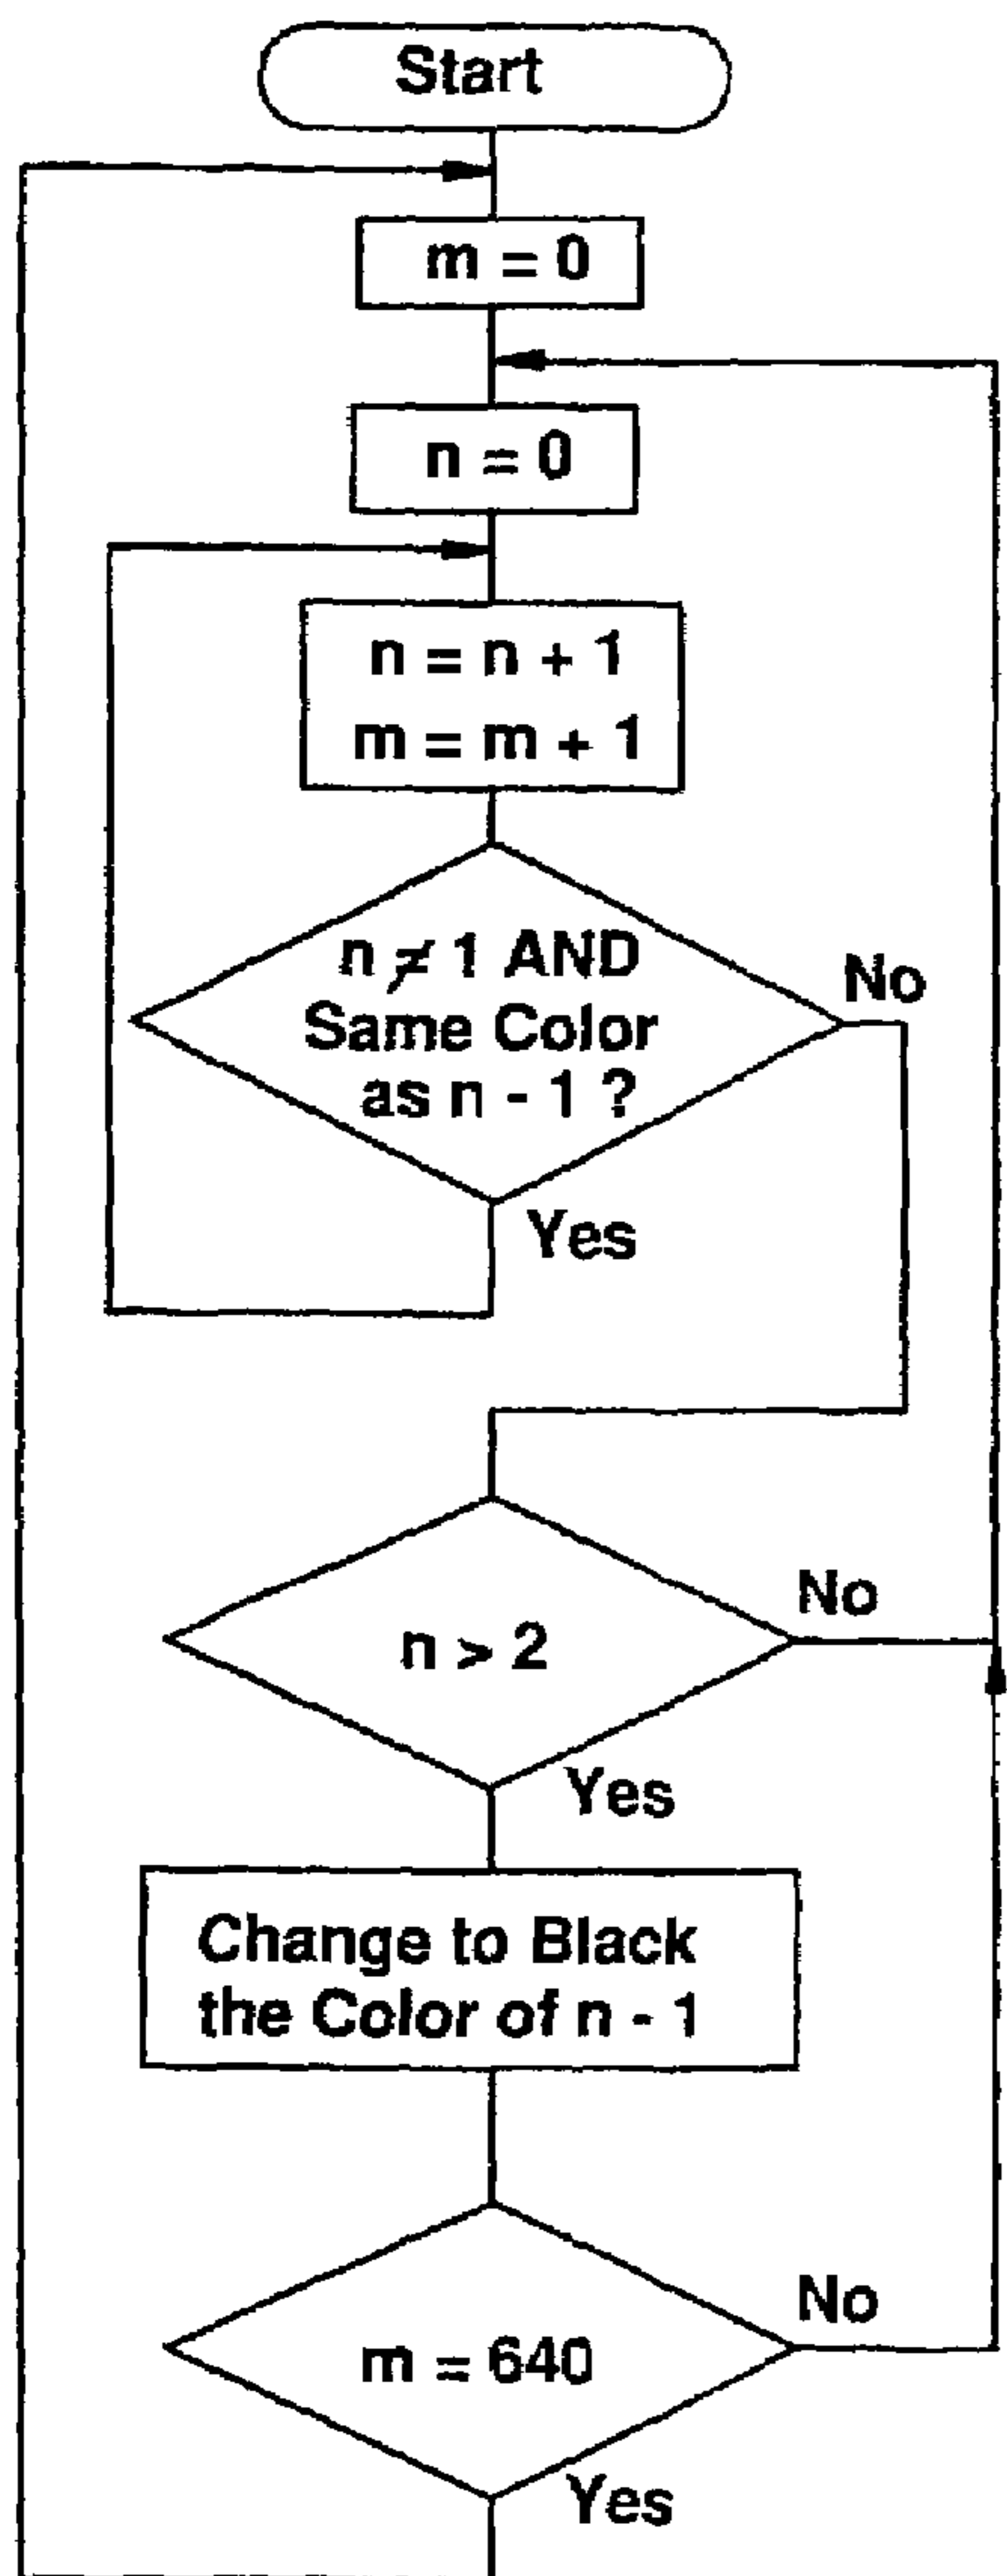 Start
m = 0
n = 0
n = n + 1
m = m + 1
n ≠ 1 AND
Same Color
as n - 1 ?
No
Yes
n > 2
No
Yes
Change to Black
the Color of n - 1
m = 640
No
Yes